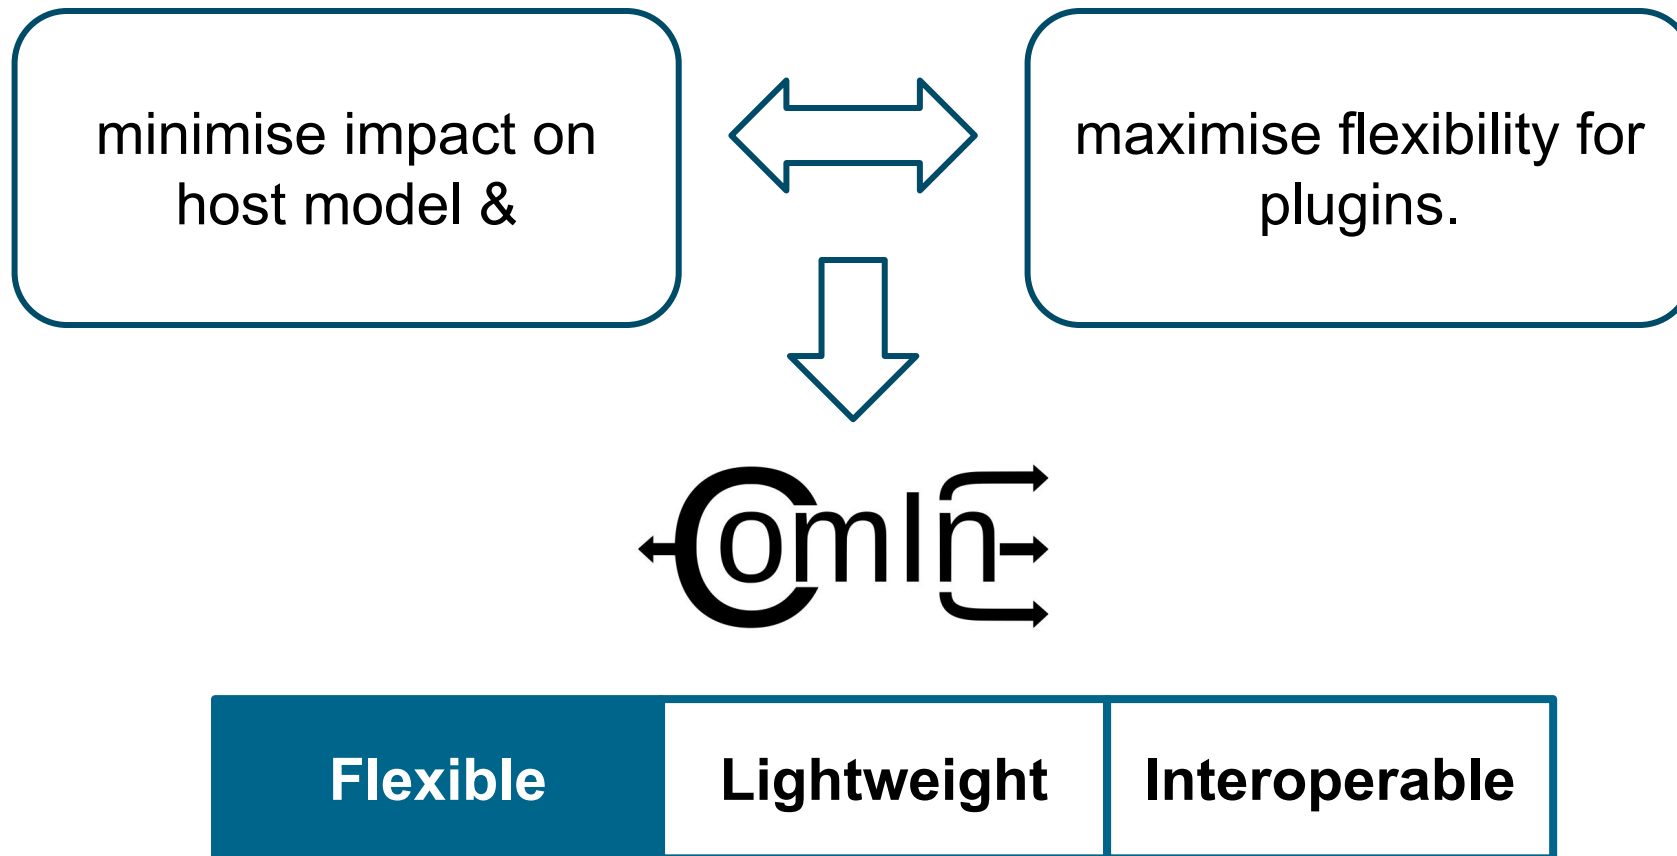 minimise impact on
host model &
maximise flexibility for
plugins.
ComIn
Flexible
Lightweight
Interoperable